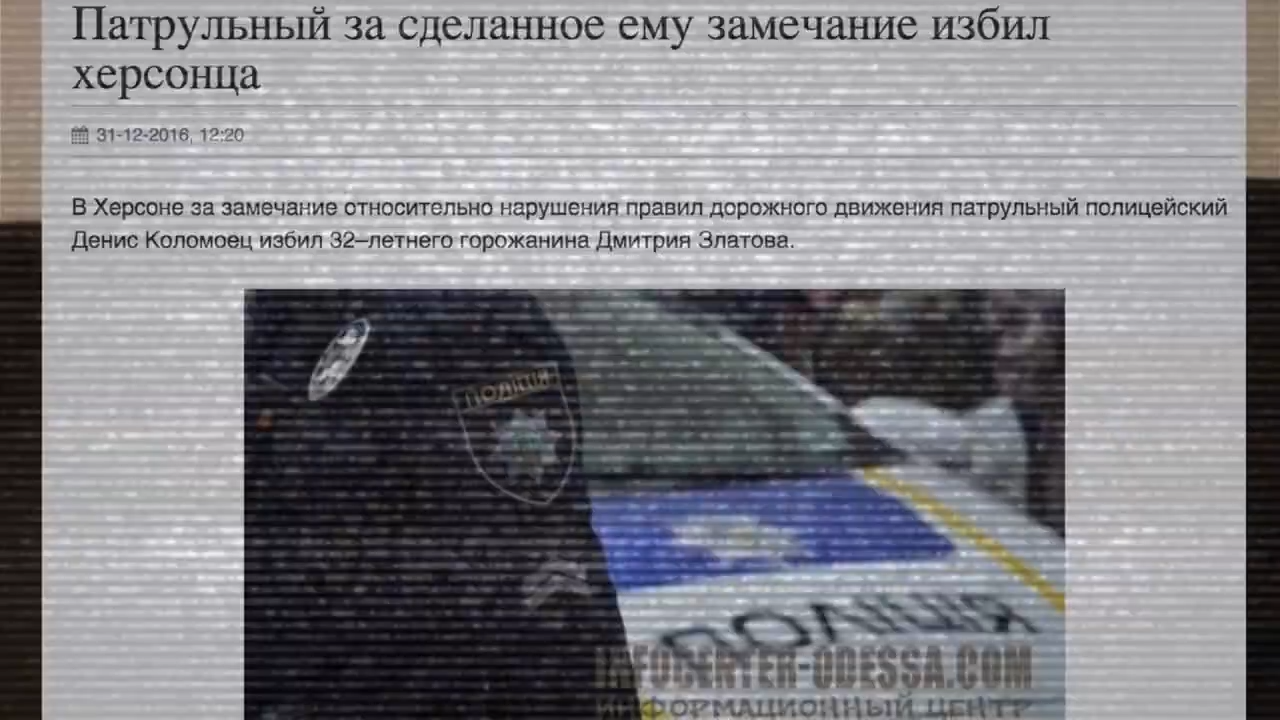 Патрульный за сделанное ему замечание избил
херсонца
31-12-2016, 12:20
В Херсоне за замечание относительно нарушения правил дорожного движения патрульный полицейский
Денис Коломоец избил 32–летнего горожанина Дмитрия Златова.
ПОЛІЦІЯ
ПОЛІЦІЯ
INFOCENTER-ODESSA.COM
ИНФОРМАЦИОННЫЙ ЦЕНТР